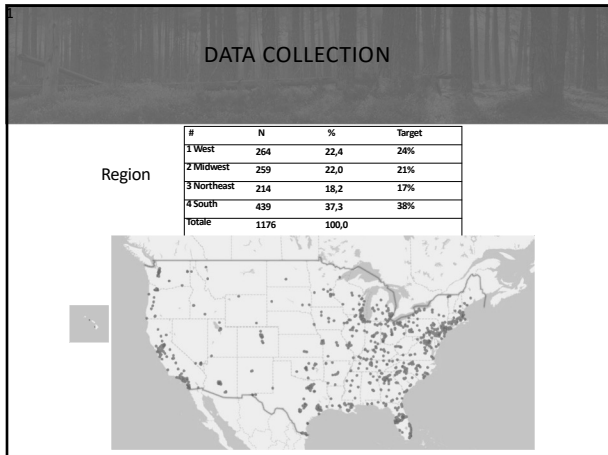 1
DATA COLLECTION
Region
# N % Target
1 West 264 22,4 24%
2 Midwest 259 22,0 21%
3 Northeast 214 18,2 17%
4 South 439 37,3 38%
Totale 1176 100,0